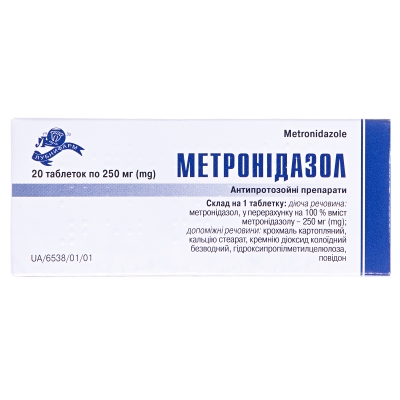 ЛУБНИФАРМ
20 таблеток по 250 мг (mg)
UA/6538/01/01
Metronidazole
МЕТРОНІДАЗОЛ
Антипротозойні препарати
Склад на 1 таблетку: діюча речовина:
метронідазол, у перерахунку на 100 % вміст
метронідазолу – 250 мг (mg);
допоміжні речовини: крохмаль картопляний,
кальцію стеарат, кремнію діоксид колоїдний
безводний, гідроксипропілметилцелюлоза,
повідон